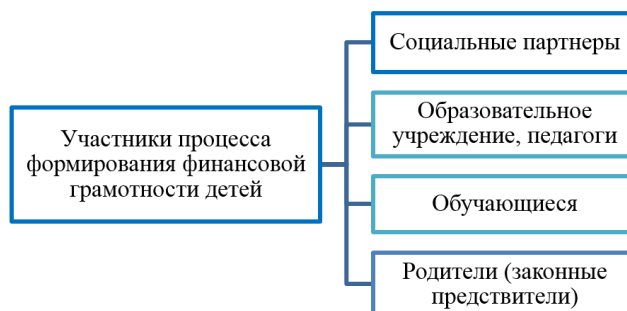 Социальные партнеры
Образовательное
учреждение, педагоги
Участники процесса
формирования финансовой
грамотности детей
Обучающиеся
Родители (законные
предствители)